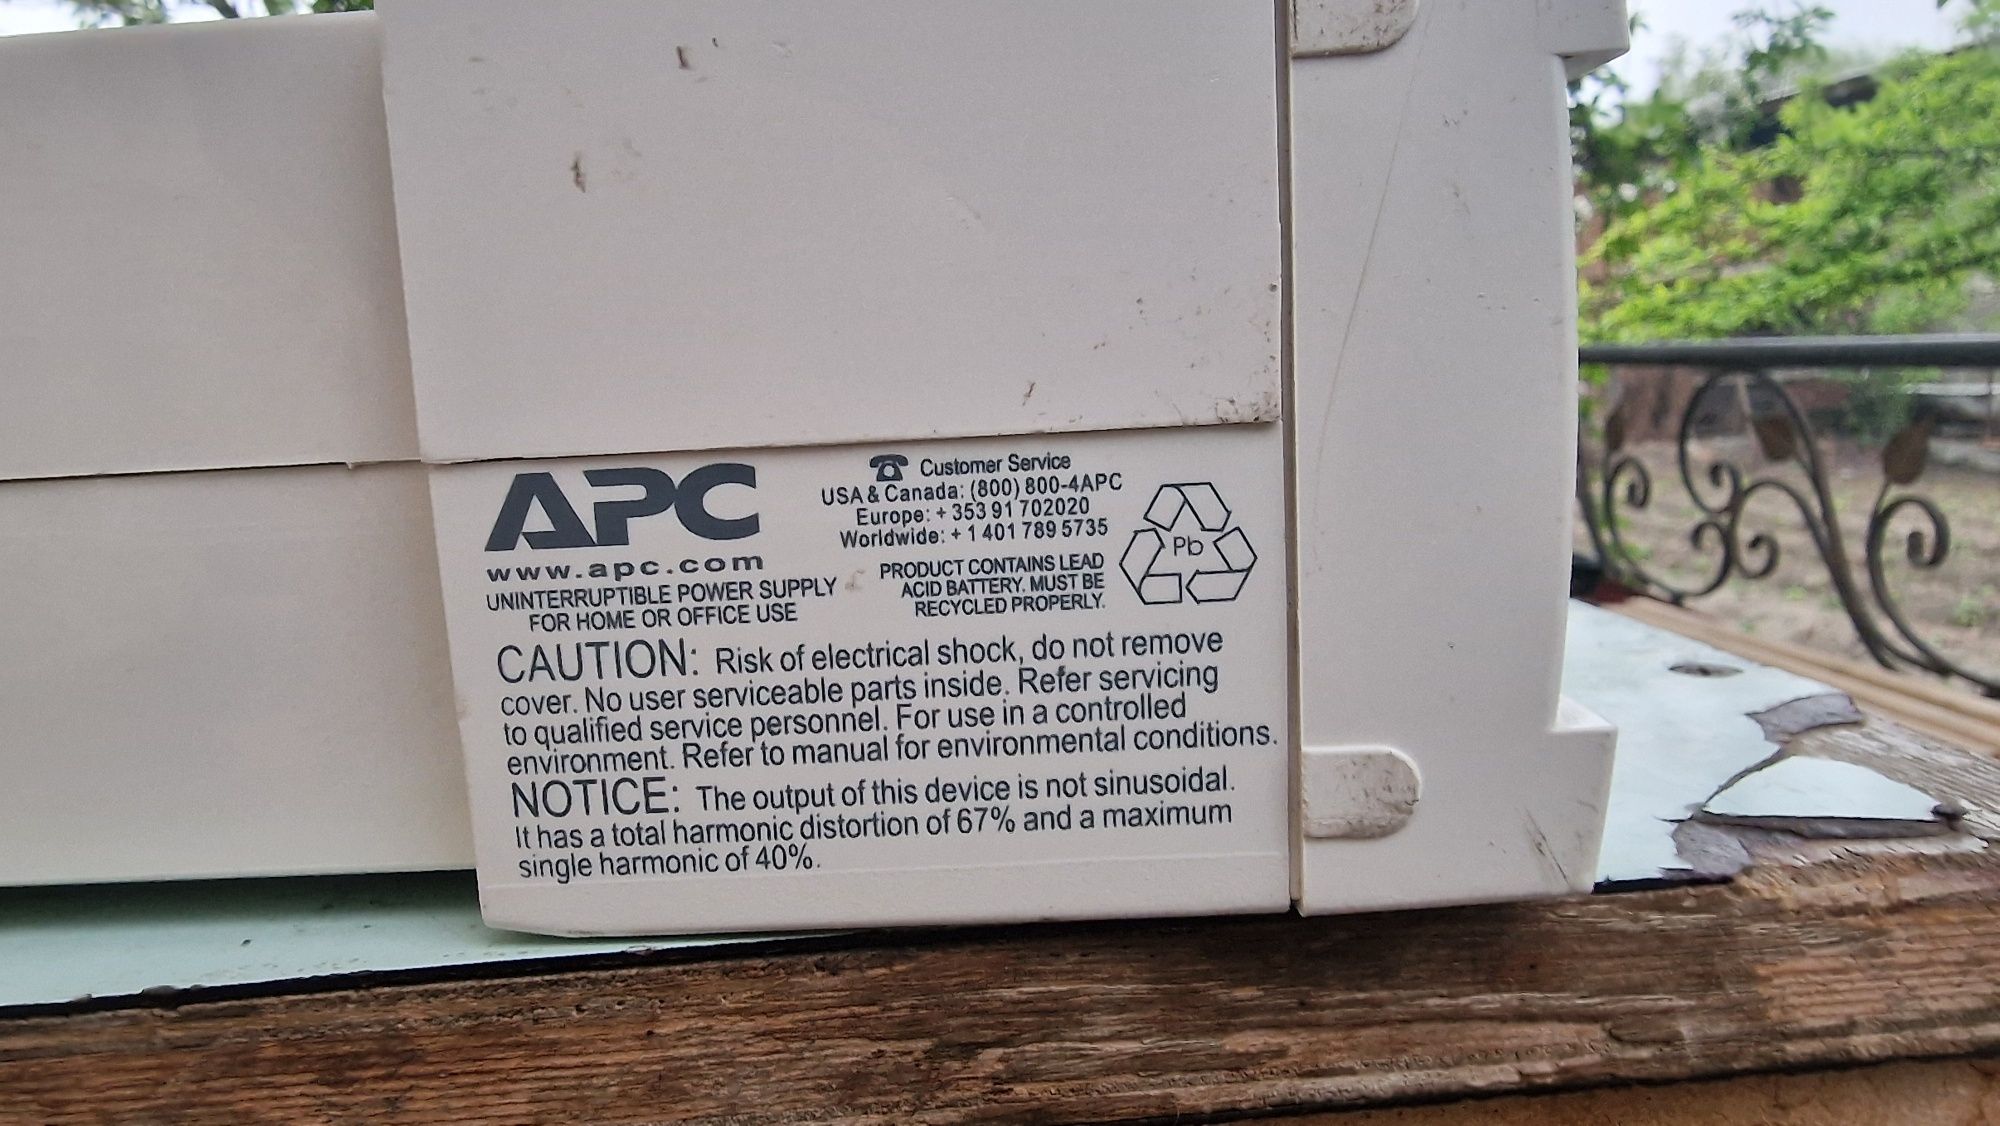 APC
www.apc.com
UNINTERRUPTIBLE POWER SUPPLY
FOR HOME OR OFFICE USE
Customer Service
USA & Canada: (800) 800-4APC
Europe: + 353 91 702020
Worldwide: + 1 401 789 5735
PRODUCT CONTAINS LEAD
ACID BATTERY. MUST BE
RECYCLED PROPERLY.
Pb
CAUTION: Risk of electrical shock, do not remove
cover. No user serviceable parts inside. Refer servicing
to qualified service personnel. For use in a controlled
environment. Refer to manual for environmental conditions.
NOTICE: The output of this device is not sinusoidal.
It has a total harmonic distortion of 67% and a maximum
single harmonic of 40%.